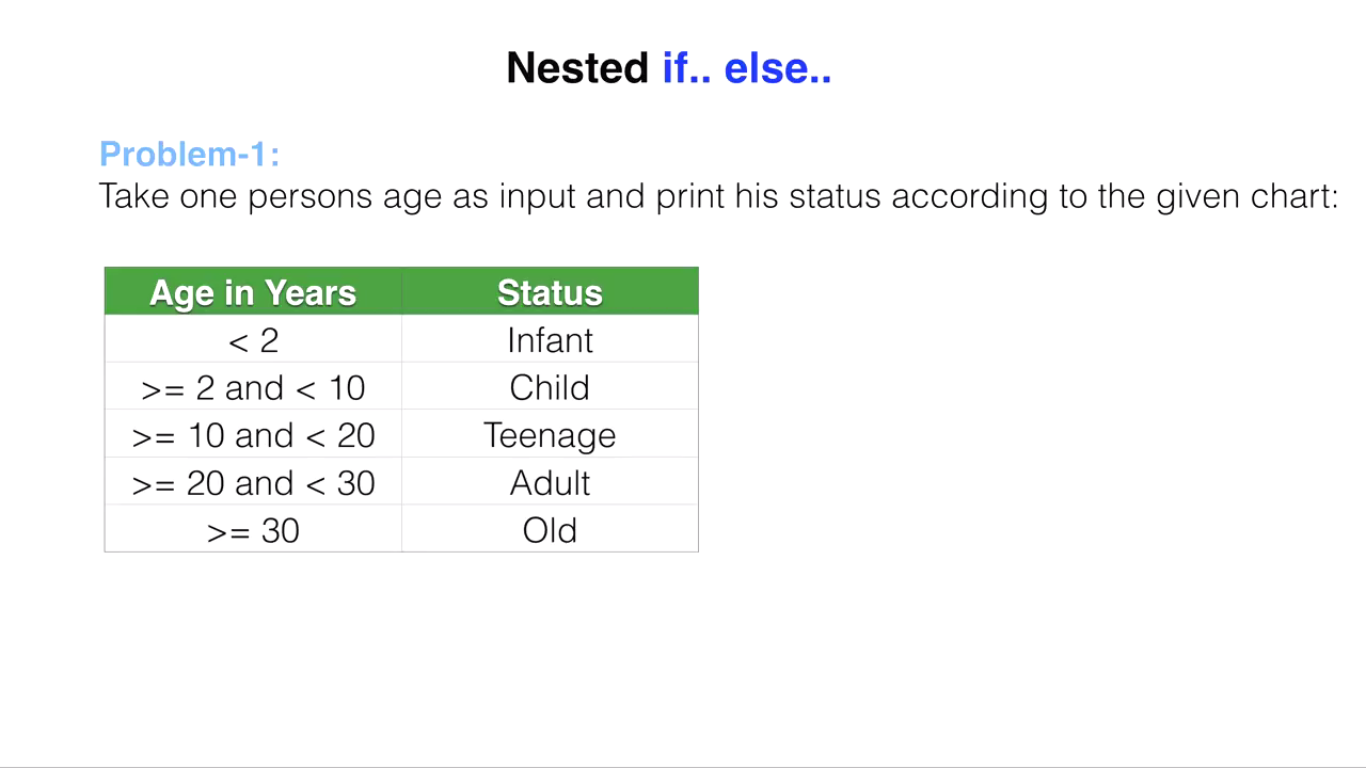 Nested if.. else..
Problem-1:
Take one persons age as input and print his status according to the given chart:
Age in Years Status
< 2 Infant
>= 2 and < 10 Child
>= 10 and < 20 Teenage
>= 20 and < 30 Adult
>= 30 Old